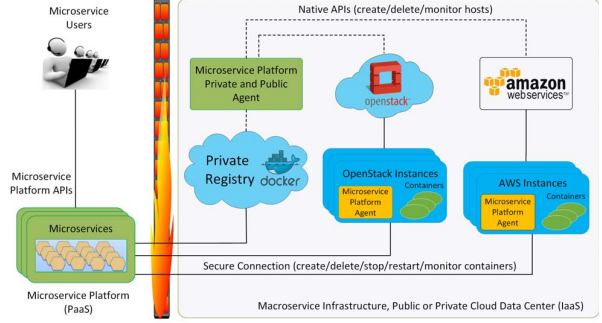 Microservice
Users
Native APIs (create/delete/monitor hosts)
Microservice Platform
Private and Public
Agent
openstack
amazon
webservices™
Private
Registry
docker
Microservice
Platform APIs
OpenStack Instances
Microservice
Platform
Agent
Containers
AWS Instances
Microservice
Platform
Agent
Containers
Microservices
Secure Connection (create/delete/stop/restart/monitor containers)
Microservice Platform
(PaaS)
Macroservice Infrastructure, Public or Private Cloud Data Center (IaaS)